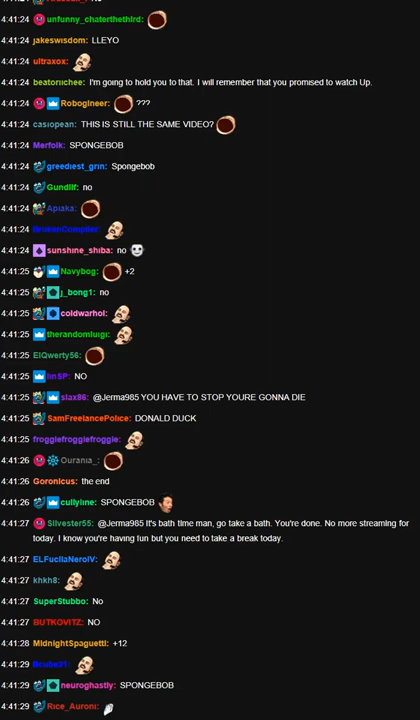 4:41:24 unfunny_chaterthethird:
4:41:24 jakeswisdom: LLEYO
4:41:24 ultraxox:
4:41:24 beatoriichee: I'm going to hold you to that. I will remember that you promised to watch Up.
4:41:24 Robogineer: ???
4:41:24 casiopean: THIS IS STILL THE SAME VIDEO?
4:41:24 Merfolk: SPONGEBOB
4:41:24 greediest_grin: Spongebob
4:41:24 Gundlif: no
4:41:24 Apiaka:
4:41:24 BrokenCompiler:
4:41:24 sunshine_shiba: no
4:41:25 Navybog: +2
4:41:25 j_bong1: no
4:41:25 coldwarhol:
4:41:25 therandomluigi:
4:41:25 ElQwerty56:
4:41:25 linSP: NO
4:41:25 slax86: @Jerma985 YOU HAVE TO STOP YOURE GONNA DIE
4:41:25 SamFreelancePolice: DONALD DUCK
4:41:25 froggiefroggiefroggie:
4:41:26 Ourania_:
4:41:26 Goronicus: the end
4:41:26 cullyline: SPONGEBOB
4:41:27 Silvester55: @Jerma985 it's bath time man, go take a bath. You're done. No more streaming for
today. I know you're having fun but you need to take a break today.
4:41:27 ELFucilaNeroIV:
4:41:27 khkh8:
4:41:27 SuperStubbo: No
4:41:27 BUTKOVITZ: NO
4:41:28 MidnightSpaguetti: +12
4:41:29
4:41:29 neuroghastly: SPONGEBOB
4:41:29 Rice_Auroni: